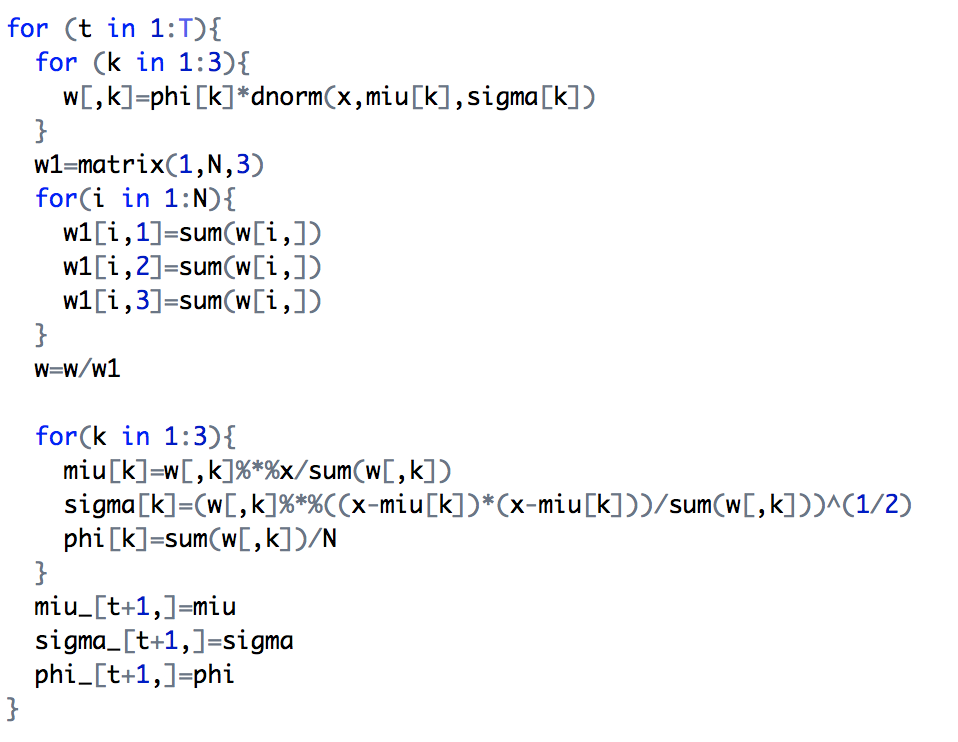 for (t in 1:T){
  for (k in 1:3){
    w[,k]=phi[k]*dnorm(x,miu[k],sigma[k])
  }
  w1=matrix(1,N,3)
  for(i in 1:N){
    w1[i,1]=sum(w[i,])
    w1[i,2]=sum(w[i,])
    w1[i,3]=sum(w[i,])
  }
  w=w/w1

  for(k in 1:3){
    miu[k]=w[,k]%*%x/sum(w[,k])
    sigma[k]=(w[,k]%*%((x-miu[k])*(x-miu[k]))/sum(w[,k]))^(1/2)
    phi[k]=sum(w[,k])/N
  }
  miu_[t+1,]=miu
  sigma_[t+1,]=sigma
  phi_[t+1,]=phi
}